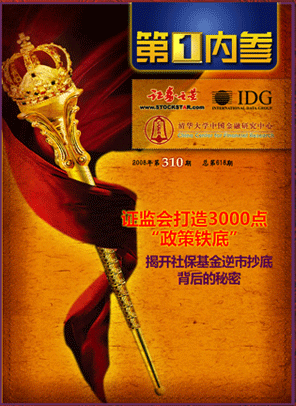 第1内参
证券之星
www.STOCKSTAR.COM
IDG
INTERNATIONAL DATA GROUP
清华大学中国金融研究中心
2008年第310期 总第618期
证监会打造3000点
“政策铁底”
揭开社保基金逆市抄底
背后的秘密